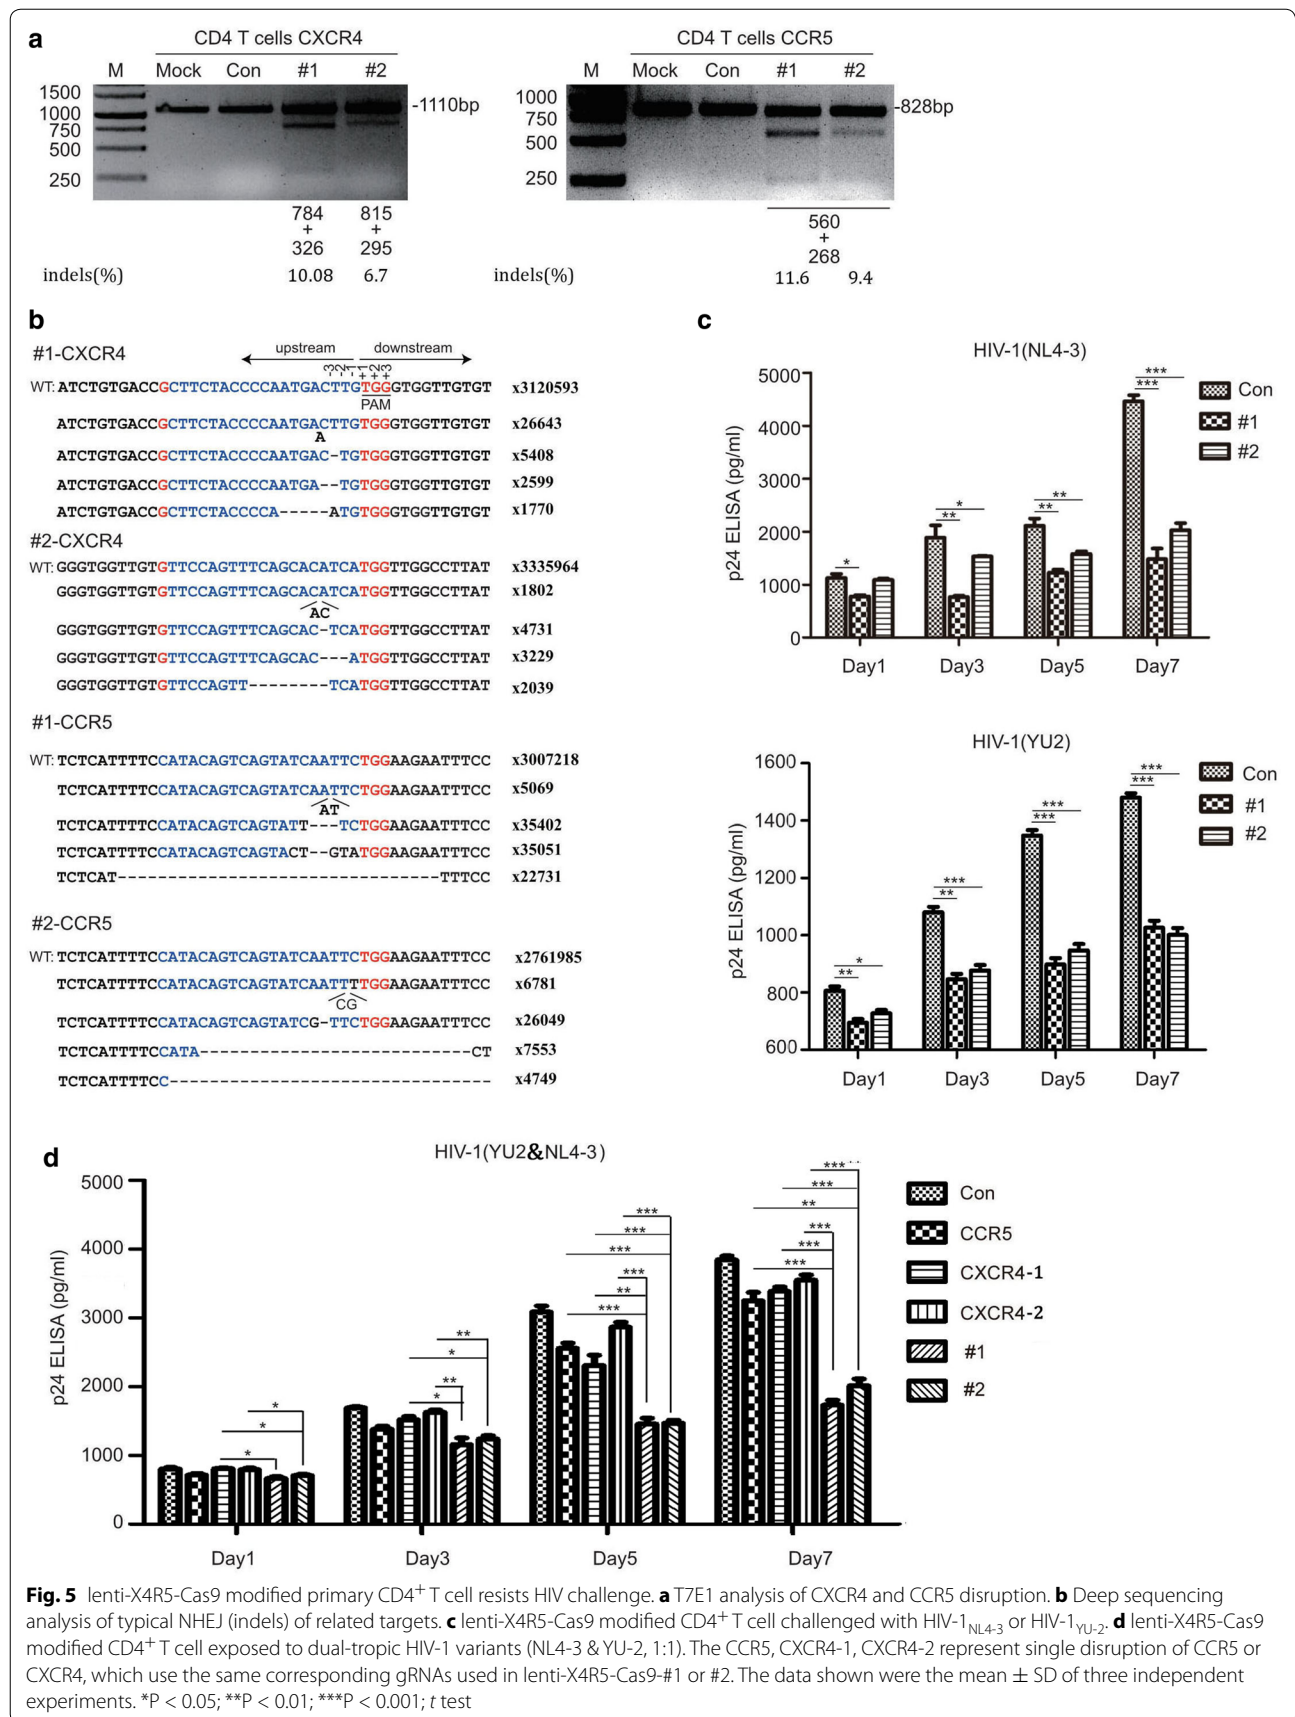 a
CD4 T cells CXCR4
M Mock Con #1 #2
1500
1000
750
500
250
-1110bp
784 815
+ +
326 295
indels(%) 10.08 6.7
CD4 T cells CCR5
M Mock Con #1 #2
1000
750
500
250
-828bp
560
+
268
indels(%) 11.6 9.4
b
#1-CXCR4
upstream downstream
-3 -2 -1 +1 +2 +3
WT: ATCTGTGACCGCTTCTACCCCAATGACTTGTGGGTGGTTGTGT x3120593
PAM
ATCTGTGACCGCTTCTACCCCAATGACTTGTGGGTGGTTGTGT x26643
A
ATCTGTGACCGCTTCTACCCCAATGAC-TGTGGGTGGTTGTGT x5408
ATCTGTGACCGCTTCTACCCCAATGA--TGTGGGTGGTTGTGT x2599
ATCTGTGACCGCTTCTACCCCA-----ATGTGGGTGGTTGTGT x1770
#2-CXCR4
WT: GGGTGGTTGTGTTCCAGTTTCAGCACATCATGGTTGGCCTTAT x3335964
GGGTGGTTGTGTTCCAGTTTCAGCACATCATGGTTGGCCTTAT x1802
AC
GGGTGGTTGTGTTCCAGTTTCAGCAC-TCATGGTTGGCCTTAT x4731
GGGTGGTTGTGTTCCAGTTTCAGCAC---ATGGTTGGCCTTAT x3229
GGGTGGTTGTGTTCCAGTT--------TCATGGTTGGCCTTAT x2039
#1-CCR5
WT: TCTCATTTTCCATACAGTCAGTATCAATTCTGGAAGAATTTCC x3007218
TCTCATTTTCCATACAGTCAGTATCAATTCTGGAAGAATTTCC x5069
AT
TCTCATTTTCCATACAGTCAGTATT---TCTGGAAGAATTTCC x35402
TCTCATTTTCCATACAGTCAGTACT--GTATGGAAGAATTTCC x35051
TCTCAT--------------------------------TTTCC x22731
#2-CCR5
WT: TCTCATTTTCCATACAGTCAGTATCAATTCTGGAAGAATTTCC x2761985
TCTCATTTTCCATACAGTCAGTATCAATTTTGGAAGAATTTCC x6781
CG
TCTCATTTTCCATACAGTCAGTATCG-TTCTGGAAGAATTTCC x26049
TCTCATTTTCCATA---------------------------CT x7553
TCTCATTTTCC-------------------------------- x4749
c
HIV-1(NL4-3)
p24 ELISA (pg/ml)
5000
4000
3000
2000
1000
0
* ** * ** ** *** ***
Con
#1
#2
Day1 Day3 Day5 Day7
HIV-1(YU2)
p24 ELISA (pg/ml)
1600
1400
1200
1000
800
600
** * ** *** *** *** *** ***
Con
#1
#2
Day1 Day3 Day5 Day7
d
HIV-1(YU2&NL4-3)
p24 ELISA (pg/ml)
5000
4000
3000
2000
1000
0
* * *
* ** * **
*** ** *** *** *** ***
*** *** *** ** *** ***
Con
CCR5
CXCR4-1
CXCR4-2
#1
#2
Day1 Day3 Day5 Day7
Fig. 5 lenti-X4R5-Cas9 modified primary CD4+ T cell resists HIV challenge. a T7E1 analysis of CXCR4 and CCR5 disruption. b Deep sequencing
analysis of typical NHEJ (indels) of related targets. c lenti-X4R5-Cas9 modified CD4+ T cell challenged with HIV-1NL4-3 or HIV-1YU-2. d lenti-X4R5-Cas9
modified CD4+ T cell exposed to dual-tropic HIV-1 variants (NL4-3 & YU-2, 1:1). The CCR5, CXCR4-1, CXCR4-2 represent single disruption of CCR5 or
CXCR4, which use the same corresponding gRNAs used in lenti-X4R5-Cas9-#1 or #2. The data shown were the mean ± SD of three independent
experiments. *P < 0.05; **P < 0.01; ***P < 0.001; t test